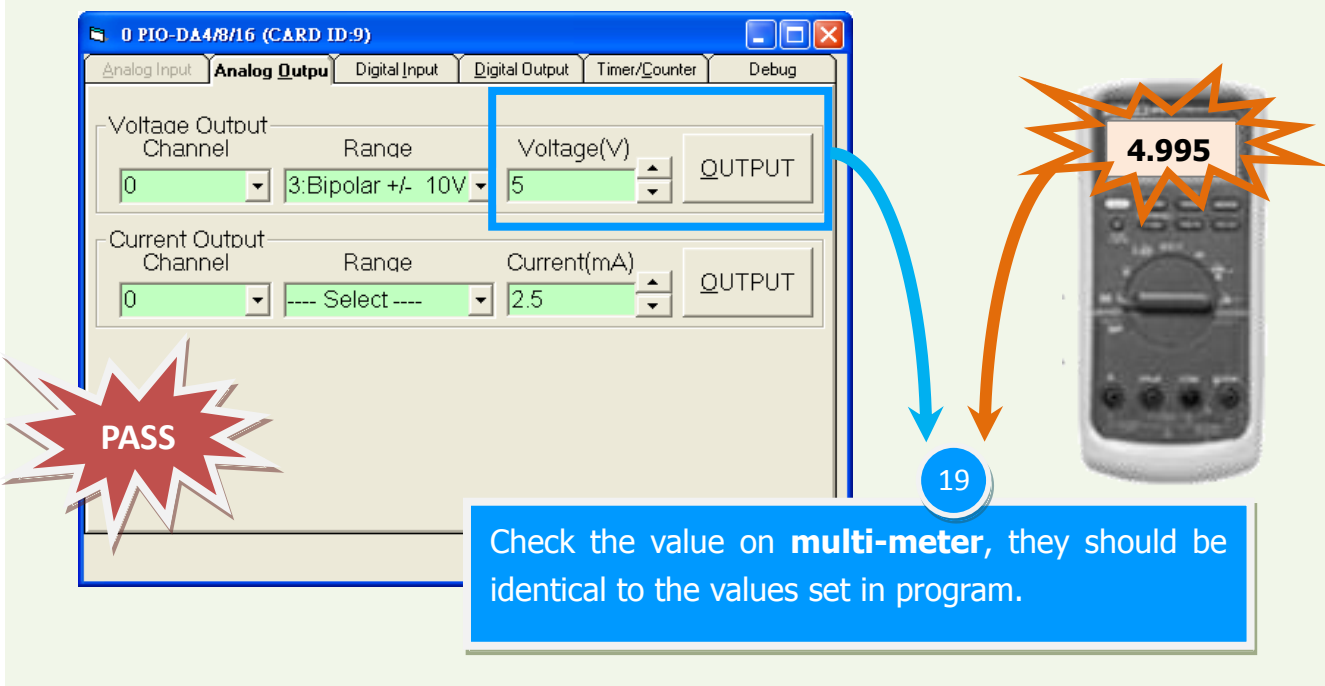 0 PIO-DA4/8/16 (CARD ID:9)
Analog Input Analog Outpu Digital Input Digital Output Timer/Counter Debug
Voltage Output
Channel Range Voltage(V)
0 3:Bipolar +/- 10V 5 OUTPUT
Current Output
Channel Range Current(mA)
0 ---- Select ---- 2.5 OUTPUT
4.995
PASS
19
Check the value on multi-meter, they should be
identical to the values set in program.